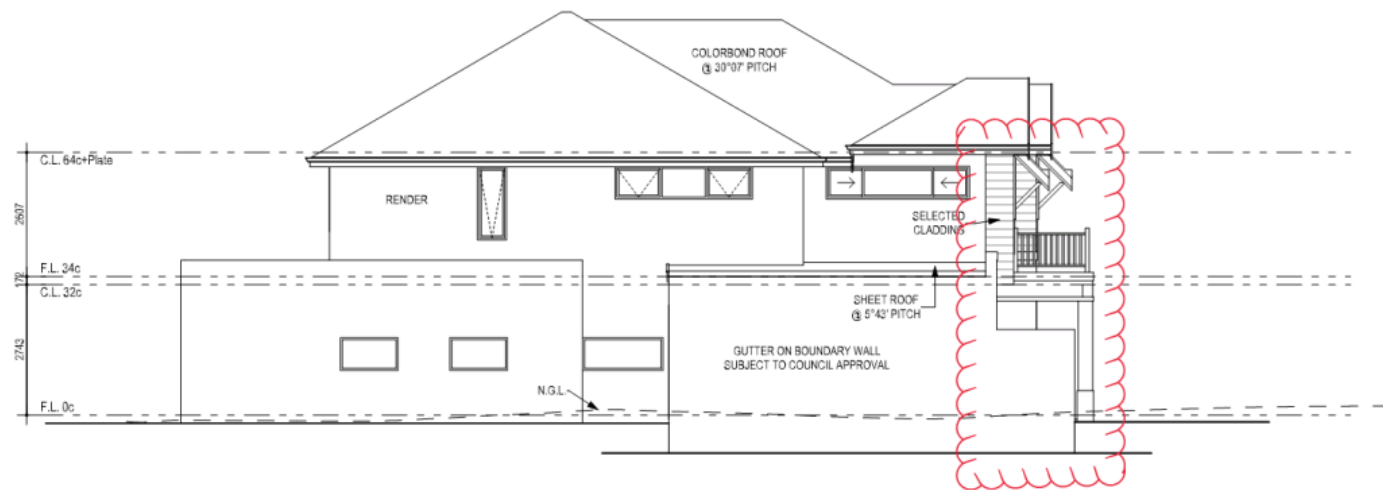 COLORBOND ROOF
@ 30°07' PITCH
C.L. 64c+Plate
RENDER
2607
SELECTED
CLADDING
F.L. 34c
172
C.L. 32c
SHEET ROOF
@ 5°43' PITCH
2743
GUTTER ON BOUNDARY WALL
SUBJECT TO COUNCIL APPROVAL
N.G.L.
F.L. 0c